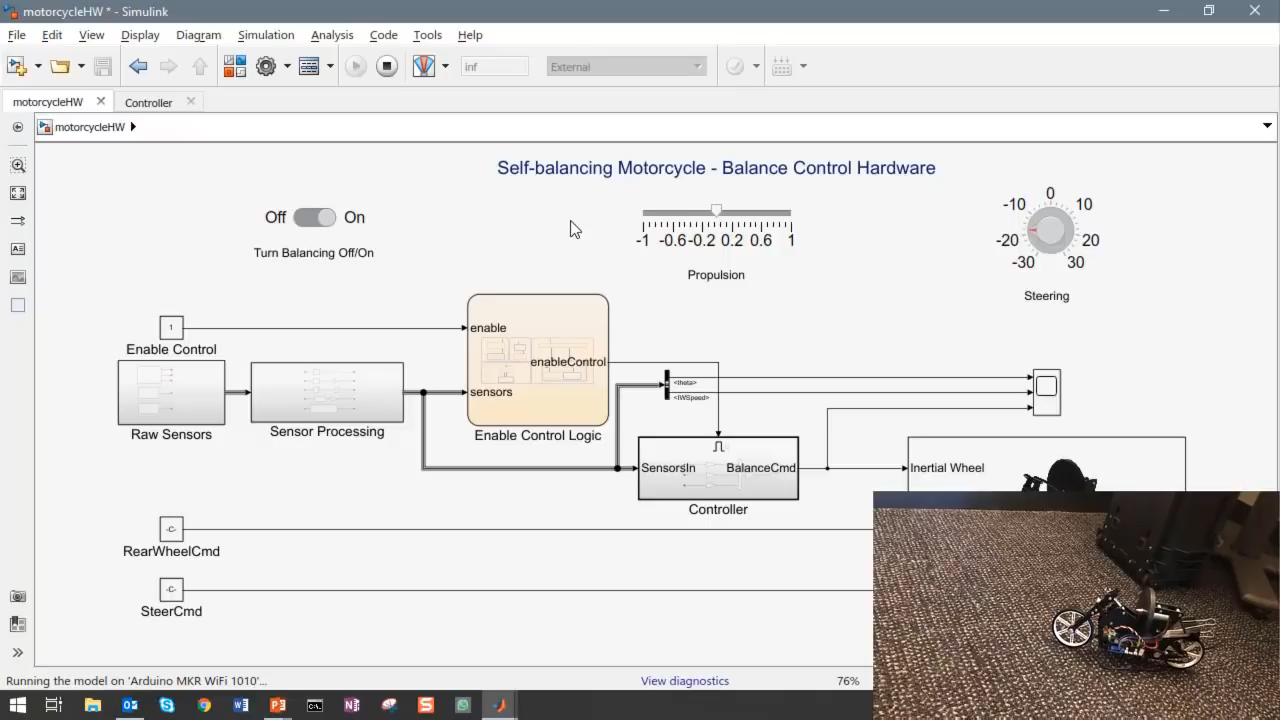 motorcycleHW * - Simulink
File Edit View Display Diagram Simulation Analysis Code Tools Help
inf External
motorcycleHW Controller
motorcycleHW
Self-balancing Motorcycle - Balance Control Hardware
Off On
Turn Balancing Off/On
-1 -0.6 -0.2 0.2 0.6 1
Propulsion
0
-10 10
-20 20
-30 30
Steering
1
Enable Control
enable
enableControl
sensors
Enable Control Logic
Raw Sensors
Sensor Processing
<theta>
<IWSpeed>
SensorsIn BalanceCmd
Controller
Inertial Wheel
-C-
RearWheelCmd
-C-
SteerCmd
Running the model on 'Arduino MKR WiFi 1010'... View diagnostics 76%